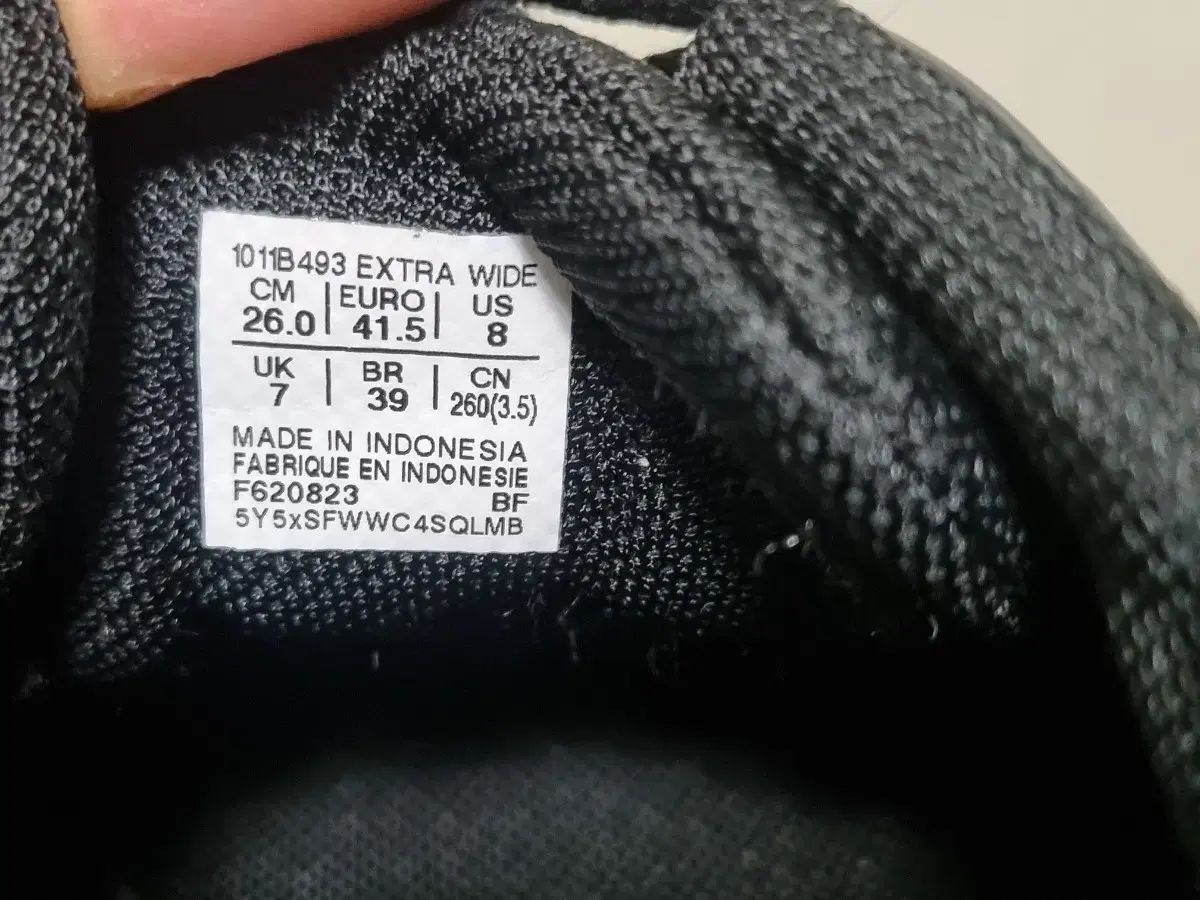 1011B493 EXTRA WIDE
CM | EURO | US
26.0 | 41.5 | 8
UK | BR | CN
7 | 39 | 260(3.5)
MADE IN INDONESIA
FABRIQUE EN INDONESIE
F620823 BF
5Y5xSFWWC4SQLMB